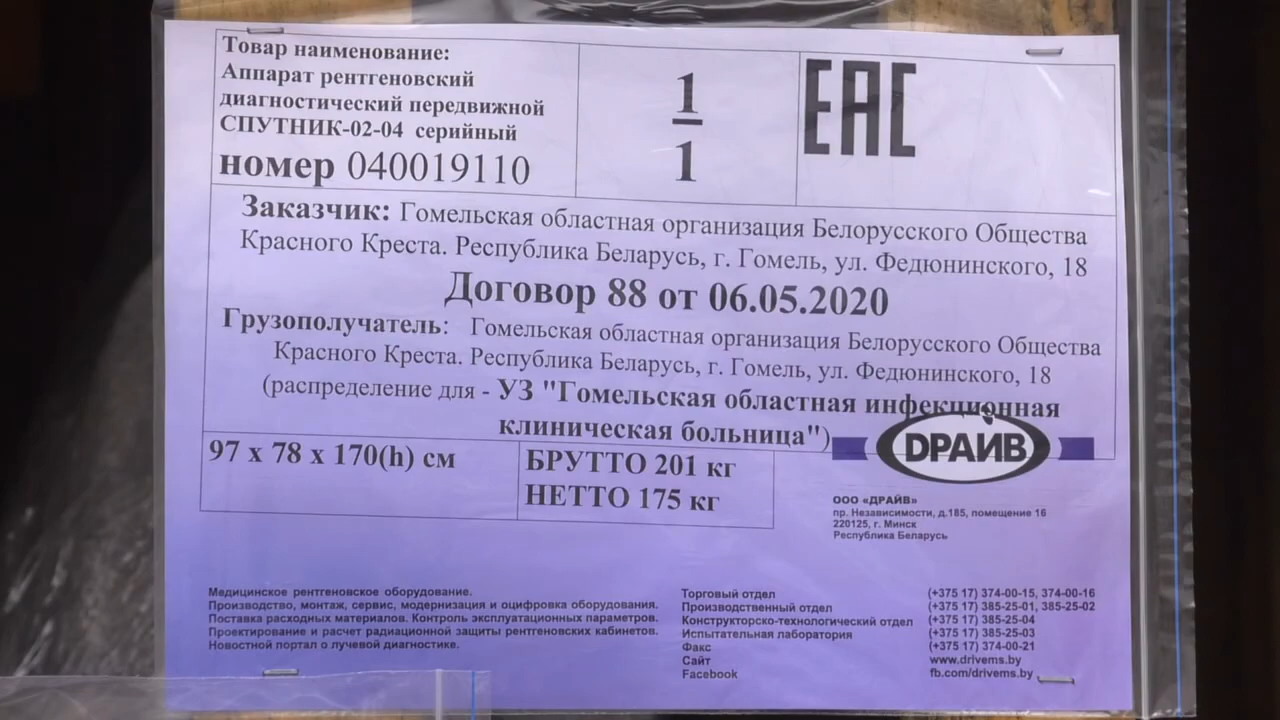 Товар наименование:
Аппарат рентгеновский
диагностический передвижной
СПУТНИК-02-04 серийный
номер 040019110
1
1
EAC
Заказчик: Гомельская областная организация Белорусского Общества
Красного Креста. Республика Беларусь, г. Гомель, ул. Федюнинского, 18
Договор 88 от 06.05.2020
Грузополучатель: Гомельская областная организация Белорусского Общества
Красного Креста. Республика Беларусь, г. Гомель, ул. Федюнинского, 18
(распределение для - УЗ "Гомельская областная инфекционная
клиническая больница")
97 х 78 х 170(h) см
БРУТТО 201 кг
НЕТТО 175 кг
DРАЙВ
ООО «ДРАЙВ»
пр. Независимости, д.185, помещение 16
220125, г. Минск
Республика Беларусь
Медицинское рентгеновское оборудование.
Производство, монтаж, сервис, модернизация и оцифровка оборудования.
Поставка расходных материалов. Контроль эксплуатационных параметров.
Проектирование и расчет радиационной защиты рентгеновских кабинетов.
Новостной портал о лучевой диагностике.
Торговый отдел (+375 17) 374-00-15, 374-00-16
Производственный отдел (+375 17) 385-25-01, 385-25-02
Конструкторско-технологический отдел (+375 17) 385-25-04
Испытательная лаборатория (+375 17) 385-25-03
Факс (+375 17) 374-00-21
Сайт www.drivems.by
Facebook fb.com/drivems.by